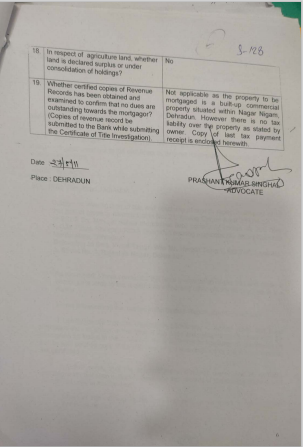 18. In respect of agriculture land, whether land is declared surplus or under consolidation of holdings?
No
19. Whether certified copies of Revenue Records has been obtained and examined to confirm that no dues are outstanding towards the mortgagor? (Copies of revenue record be submitted to the Bank while submitting the Certificate of Title Investigation).
Not applicable as the property to be mortgaged is a built-up commercial property situated within Nagar Nigam, Dehradun. However there is no tax liability over the property as stated by owner. Copy of last tax payment receipt is enclosed herewith.
Date
Place : DEHRADUN
PRASHANT KUMAR SINGHAL
ADVOCATE